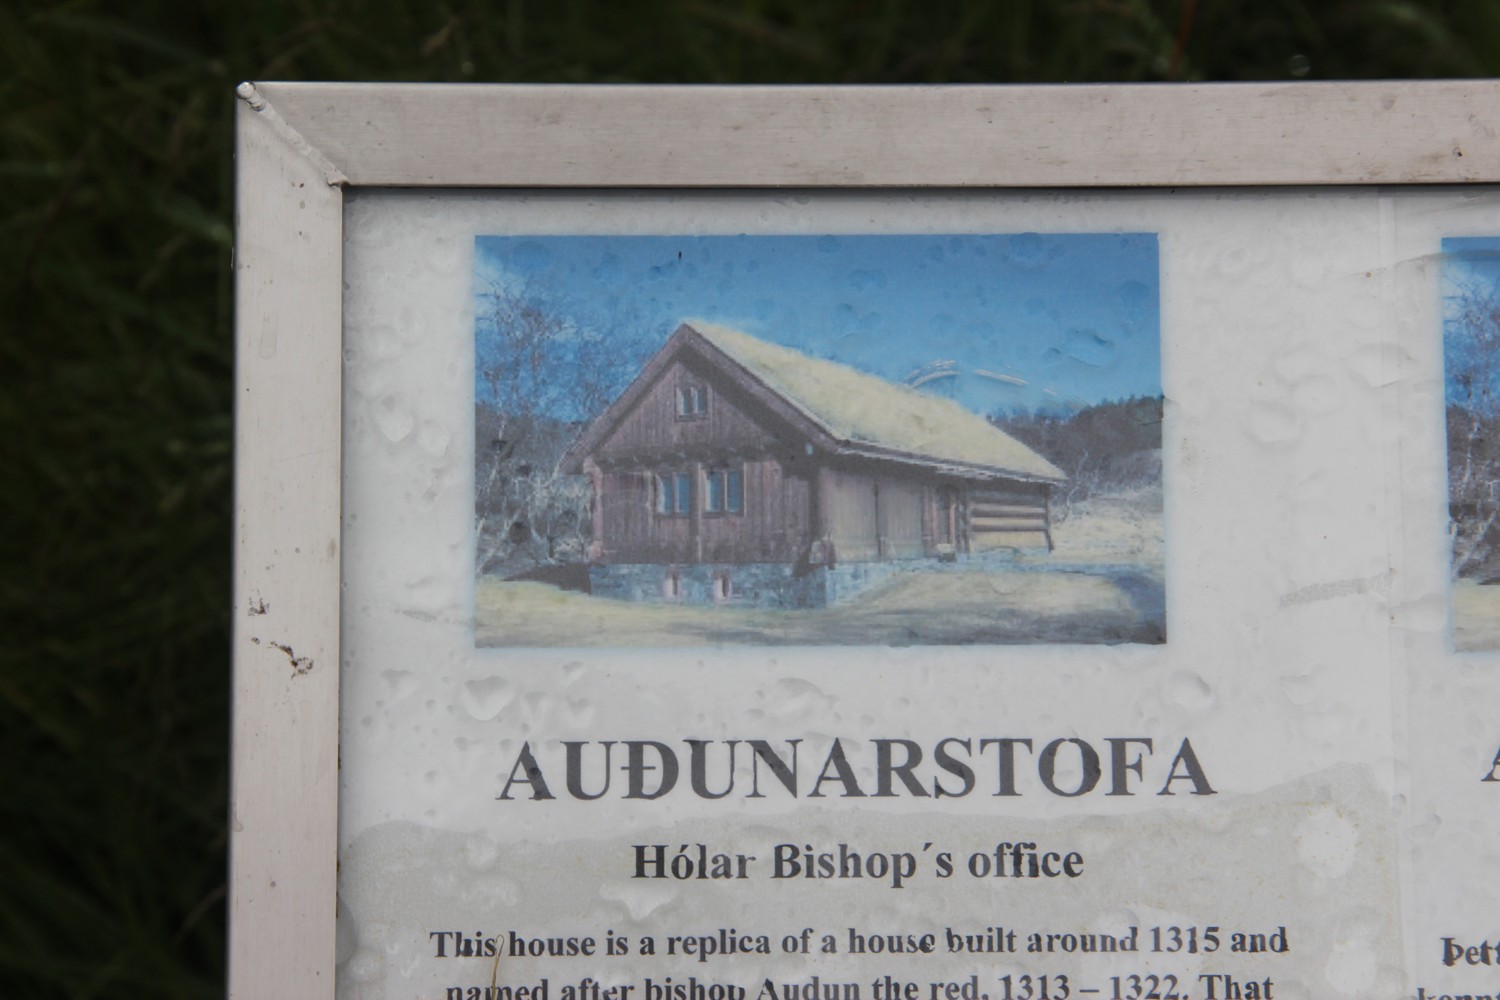 AUÐUNARSTOFA
Hólar Bishop´s office
This house is a replica of a house built around 1315 and
named after bishop Audun the red, 1313 – 1322. That
Þett